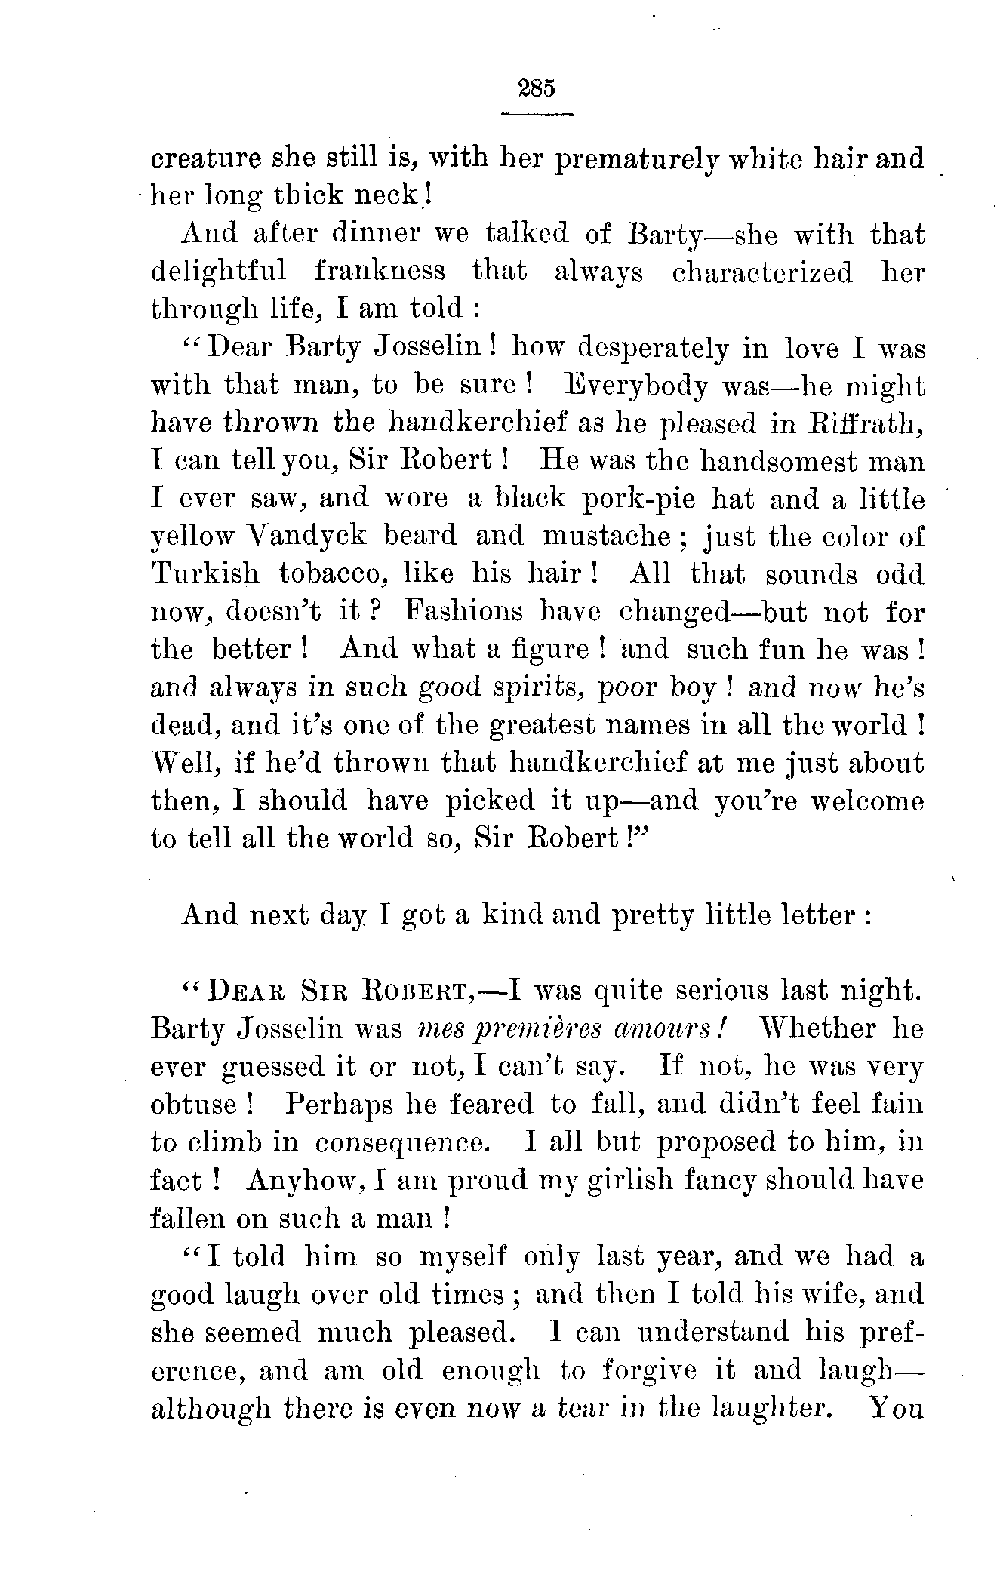 285
creature she still is, with her prematurely white hair and
her long thick neck!
And after dinner we talked of Barty—she with that
delightful frankness that always characterized her
through life, I am told :
“Dear Barty Josselin! how desperately in love I was
with that man, to be sure! Everybody was—he might
have thrown the handkerchief as he pleased in Riffrath,
I can tell you, Sir Robert! He was the handsomest man
I ever saw, and wore a black pork-pie hat and a little
yellow Vandyck beard and mustache; just the color of
Turkish tobacco, like his hair! All that sounds odd
now, doesn’t it? Fashions have changed—but not for
the better! And what a figure! and such fun he was!
and always in such good spirits, poor boy! and now he’s
dead, and it’s one of the greatest names in all the world!
Well, if he’d thrown that handkerchief at me just about
then, I should have picked it up—and you’re welcome
to tell all the world so, Sir Robert!”
And next day I got a kind and pretty little letter :
“DEAR SIR ROBERT,—I was quite serious last night.
Barty Josselin was mes premières amours! Whether he
ever guessed it or not, I can’t say. If not, he was very
obtuse! Perhaps he feared to fall, and didn’t feel fain
to climb in consequence. I all but proposed to him, in
fact! Anyhow, I am proud my girlish fancy should have
fallen on such a man!
“I told him so myself only last year, and we had a
good laugh over old times; and then I told his wife, and
she seemed much pleased. I can understand his pref-
erence, and am old enough to forgive it and laugh—
although there is even now a tear in the laughter. You